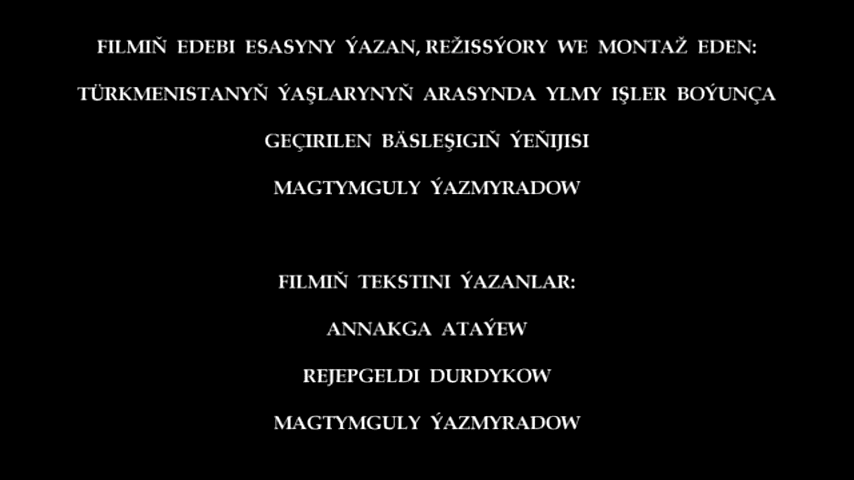 FILMIŇ EDEBI ESASYNY ÝAZAN, REŽISSÝORY WE MONTAŽ EDEN:
TÜRKMENISTANYŇ ÝAŞLARYNYŇ ARASYNDA YLMY IŞLER BOÝUNÇA
GEÇIRILEN BÄSLEŞIGIŇ ÝEŇIJISI
MAGTYMGULY ÝAZMYRADOW
FILMIŇ TEKSTINI ÝAZANLAR:
ANNAKGA ATAÝEW
REJEPGELDI DURDYKOW
MAGTYMGULY ÝAZMYRADOW